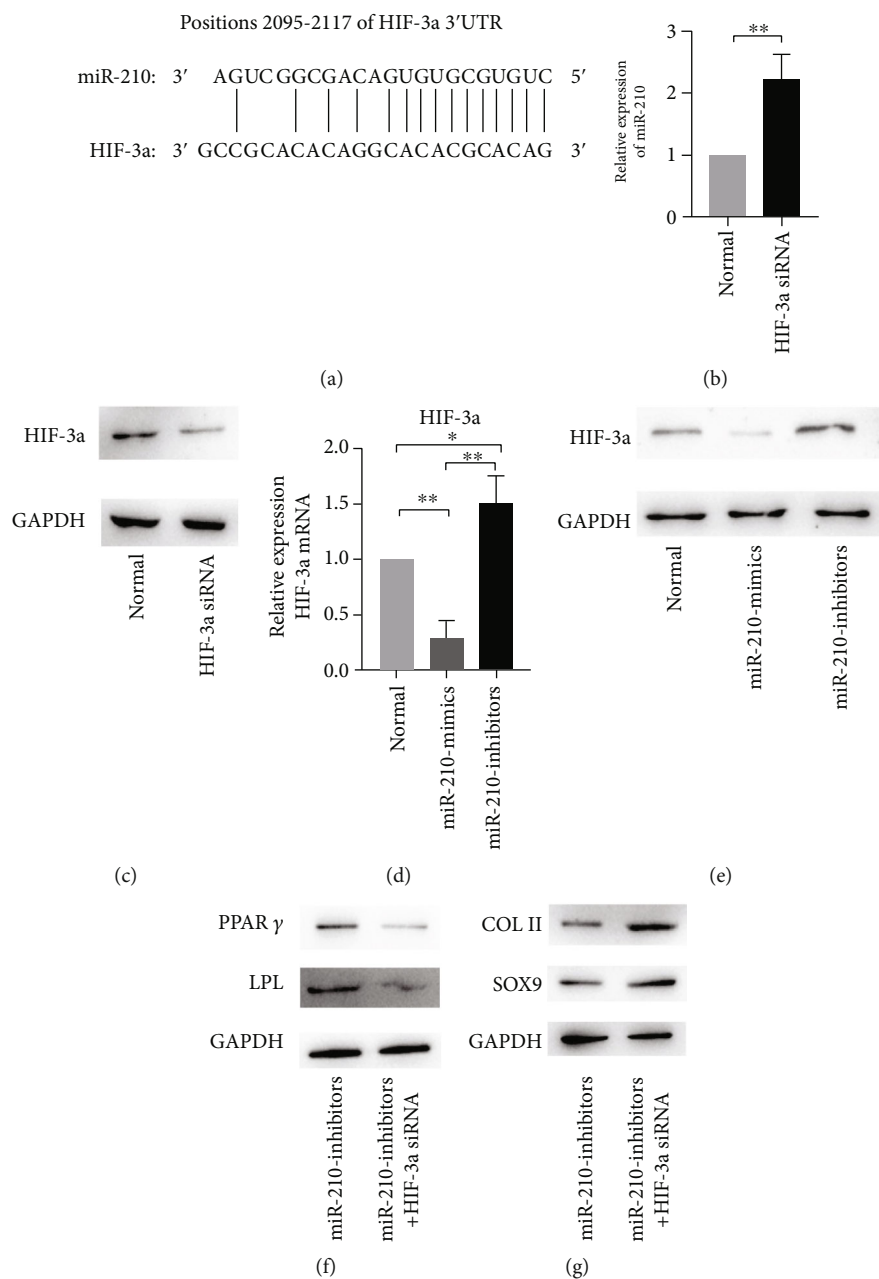 Positions 2095-2117 of HIF-3a 3'UTR
miR-210: 3' AGUCGGCGACAGUGUGCGUGUC 5'
HIF-3a: 3' GCCGCACACAGGCACACGCACAG 3'
(a)
Relative expression
of miR-210
3
2
1
0
**
Normal
HIF-3a siRNA
(b)
HIF-3a
GAPDH
Normal
HIF-3a siRNA
(c)
HIF-3a
Relative expression
HIF-3a mRNA
2.0
1.5
1.0
0.5
0.0
*
**
**
Normal
miR-210-mimics
miR-210-inhibitors
(d)
HIF-3a
GAPDH
Normal
miR-210-mimics
miR-210-inhibitors
(e)
PPAR γ
LPL
GAPDH
miR-210-inhibitors
miR-210-inhibitors
+HIF-3a siRNA
(f)
COL II
SOX9
GAPDH
miR-210-inhibitors
miR-210-inhibitors
+HIF-3a siRNA
(g)